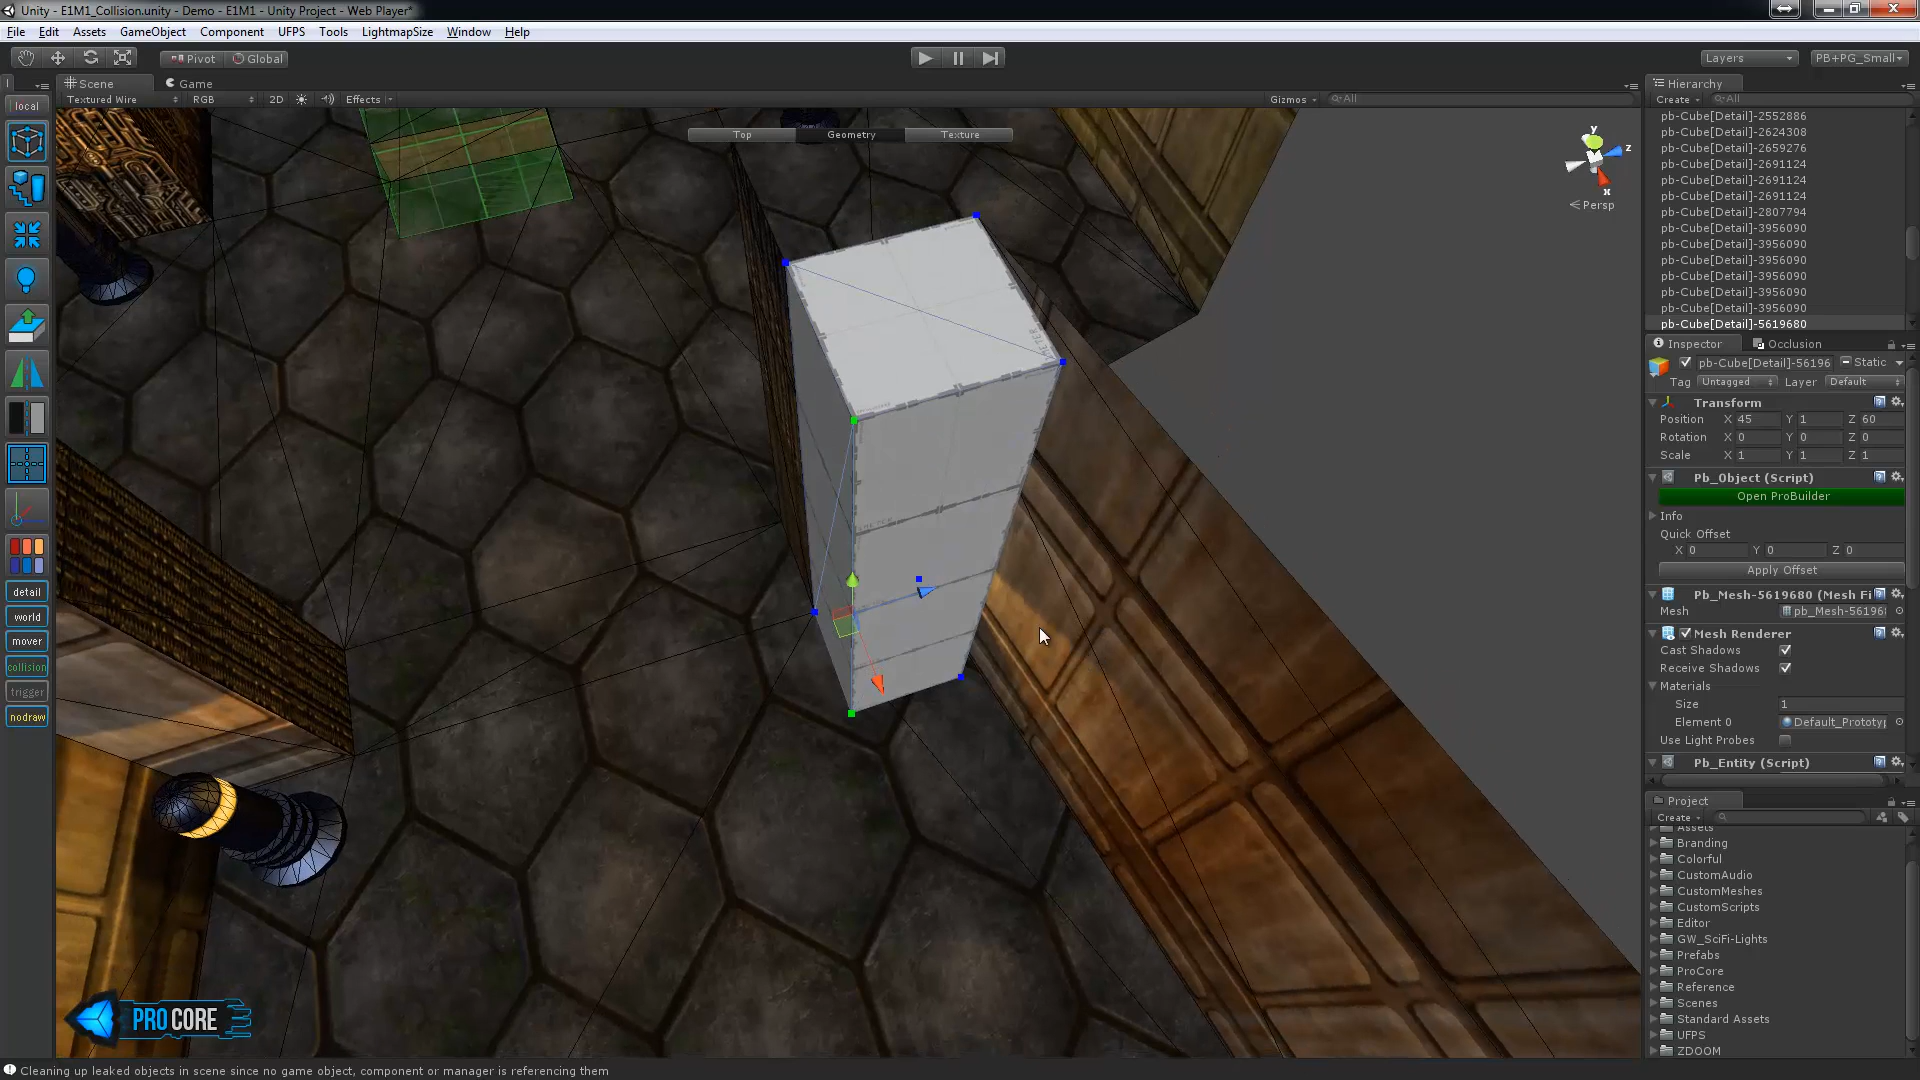 Unity - E1M1_Collision.unity - Demo - E1M1 - Unity Project - Web Player*
File Edit Assets GameObject Component UFPS Tools LightmapSize Window Help
Pivot Global Layers PB+PG_Small
Scene Game
Textured Wire RGB 2D Effects Gizmos All
Top Geometry Texture
local
detail
world
mover
collision
trigger
nodraw
y
z
x
Persp
PROCORE
Hierarchy
Create All
pb-Cube[Detail]-2552886
pb-Cube[Detail]-2624308
pb-Cube[Detail]-2659276
pb-Cube[Detail]-2691124
pb-Cube[Detail]-2691124
pb-Cube[Detail]-2691124
pb-Cube[Detail]-2807794
pb-Cube[Detail]-3956090
pb-Cube[Detail]-3956090
pb-Cube[Detail]-3956090
pb-Cube[Detail]-3956090
pb-Cube[Detail]-3956090
pb-Cube[Detail]-3956090
pb-Cube[Detail]-5619680
Inspector Occlusion
pb-Cube[Detail]-56196 Static
Tag Untagged Layer Default
Transform
Position X 45 Y 1 Z 60
Rotation X 0 Y 0 Z 0
Scale X 1 Y 1 Z 1
Pb_Object (Script)
Open ProBuilder
Info
Quick Offset
X 0 Y 0 Z 0
Apply Offset
Pb_Mesh-5619680 (Mesh Fi
Mesh pb_Mesh-56196
Mesh Renderer
Cast Shadows
Receive Shadows
Materials
Size 1
Element 0 Default_Prototyp
Use Light Probes
Pb_Entity (Script)
Project
Create
Assets
Branding
Colorful
CustomAudio
CustomMeshes
CustomScripts
Editor
GW_SciFi-Lights
Prefabs
ProCore
Reference
Scenes
Standard Assets
UFPS
ZDOOM
Cleaning up leaked objects in scene since no game object, component or manager is referencing them